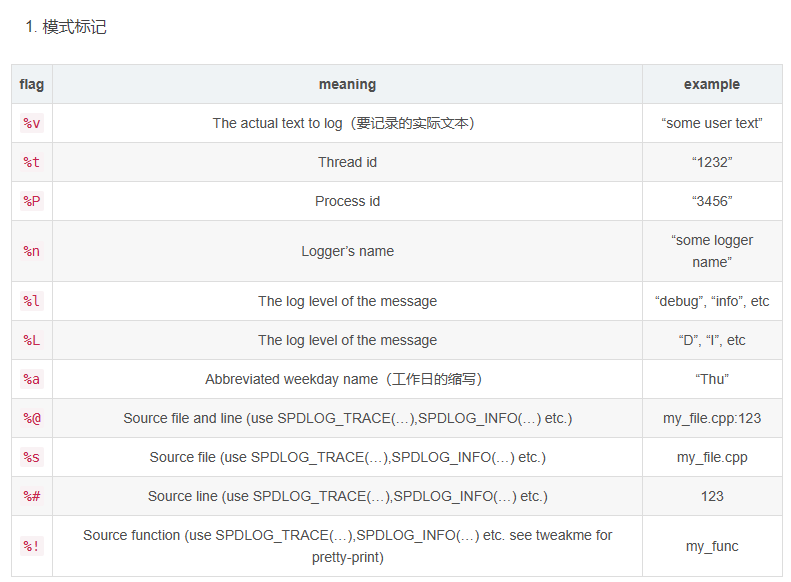 1. 模式标记
flag meaning example
%v The actual text to log（要记录的实际文本） “some user text”
%t Thread id “1232”
%P Process id “3456”
%n Logger’s name “some logger
name”
%l The log level of the message “debug”, “info”, etc
%L The log level of the message “D”, “I”, etc
%a Abbreviated weekday name（工作日的缩写） “Thu”
%@ Source file and line (use SPDLOG_TRACE(…),SPDLOG_INFO(…) etc.) my_file.cpp:123
%s Source file (use SPDLOG_TRACE(…),SPDLOG_INFO(…) etc.) my_file.cpp
%# Source line (use SPDLOG_TRACE(…),SPDLOG_INFO(…) etc.) 123
%! Source function (use SPDLOG_TRACE(…),SPDLOG_INFO(…) etc. see tweakme for
pretty-print) my_func